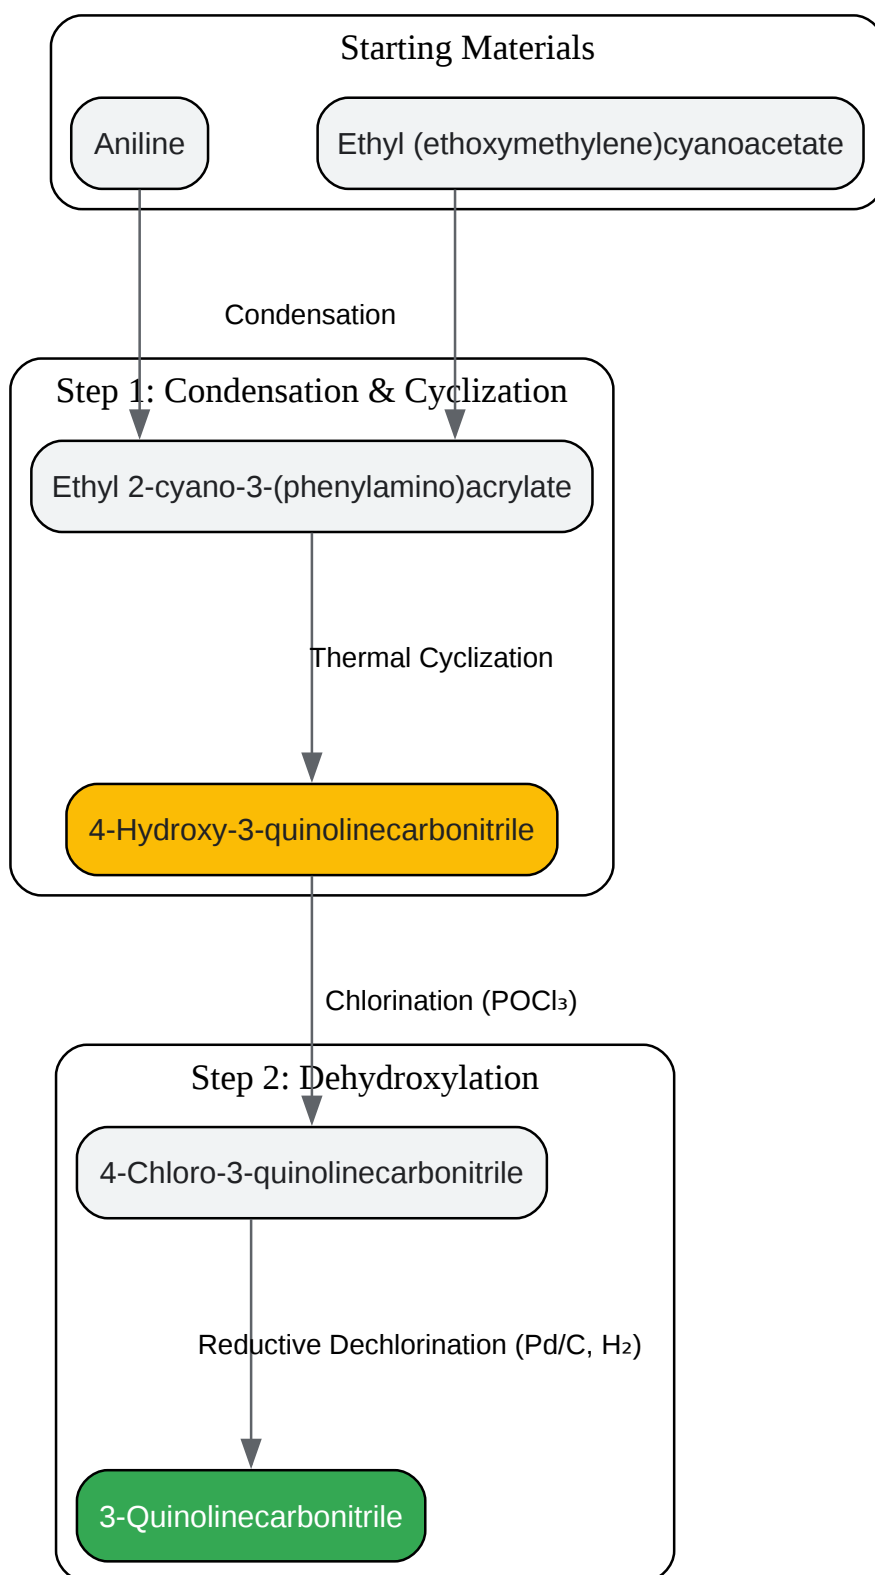 Starting Materials
Aniline
Ethyl (ethoxymethylene)cyanoacetate
Condensation
Step 1: Condensation & Cyclization
Ethyl 2-cyano-3-(phenylamino)acrylate
Thermal Cyclization
4-Hydroxy-3-quinolinecarbonitrile
Chlorination (POCl₃)
Step 2: Dehydroxylation
4-Chloro-3-quinolinecarbonitrile
Reductive Dechlorination (Pd/C, H₂)
3-Quinolinecarbonitrile